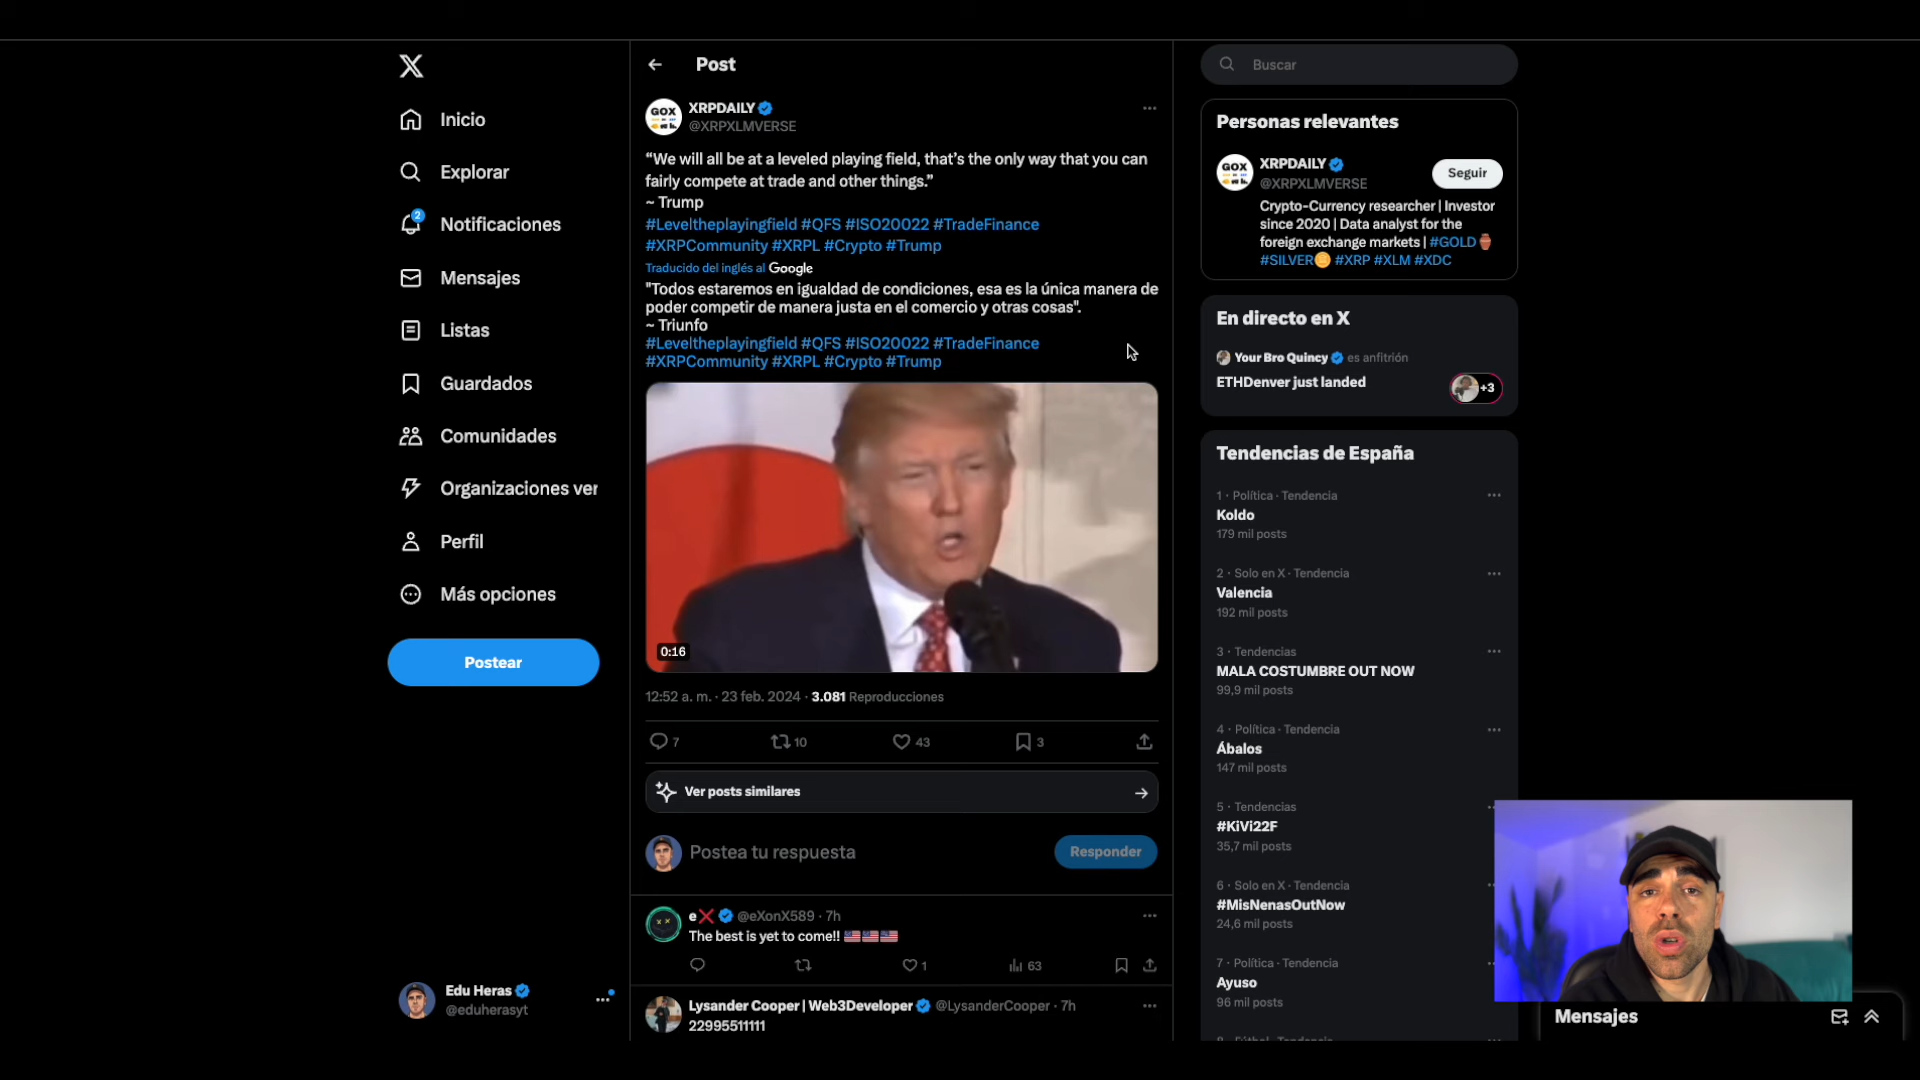 Inicio
Explorar
2
Notificaciones
Mensajes
Listas
Guardados
Comunidades
Organizaciones ver
Perfil
Más opciones
Postear
Edu Heras
@eduherasyt
Post
GOX
XRPDAILY
@XRPXLMVERSE
“We will all be at a leveled playing field, that’s the only way that you can
fairly compete at trade and other things.”
~ Trump
#Leveltheplayingfield #QFS #ISO20022 #TradeFinance
#XRPCommunity #XRPL #Crypto #Trump
Traducido del inglés al Google
"Todos estaremos en igualdad de condiciones, esa es la única manera de
poder competir de manera justa en el comercio y otras cosas".
~ Triunfo
#Leveltheplayingfield #QFS #ISO20022 #TradeFinance
#XRPCommunity #XRPL #Crypto #Trump
0:16
12:52 a. m. · 23 feb. 2024 · 3.081 Reproducciones
7 10 43 3
Ver posts similares
Postea tu respuesta
Responder
e @eXonX589 · 7h
The best is yet to come!!
1 63
Lysander Cooper | Web3Developer @LysanderCooper · 7h
22995511111
Buscar
Personas relevantes
GOX
XRPDAILY
@XRPXLMVERSE
Seguir
Crypto-Currency researcher | Investor
since 2020 | Data analyst for the
foreign exchange markets | #GOLD
#SILVER #XRP #XLM #XDC
En directo en X
Your Bro Quincy es anfitrión
ETHDenver just landed
+3
Tendencias de España
1 · Política · Tendencia
Koldo
179 mil posts
2 · Solo en X · Tendencia
Valencia
192 mil posts
3 · Tendencias
MALA COSTUMBRE OUT NOW
99,9 mil posts
4 · Política · Tendencia
Ábalos
147 mil posts
5 · Tendencias
#KiVi22F
35,7 mil posts
6 · Solo en X · Tendencia
#MisNenasOutNow
24,6 mil posts
7 · Política · Tendencia
Ayuso
96 mil posts
Mensajes